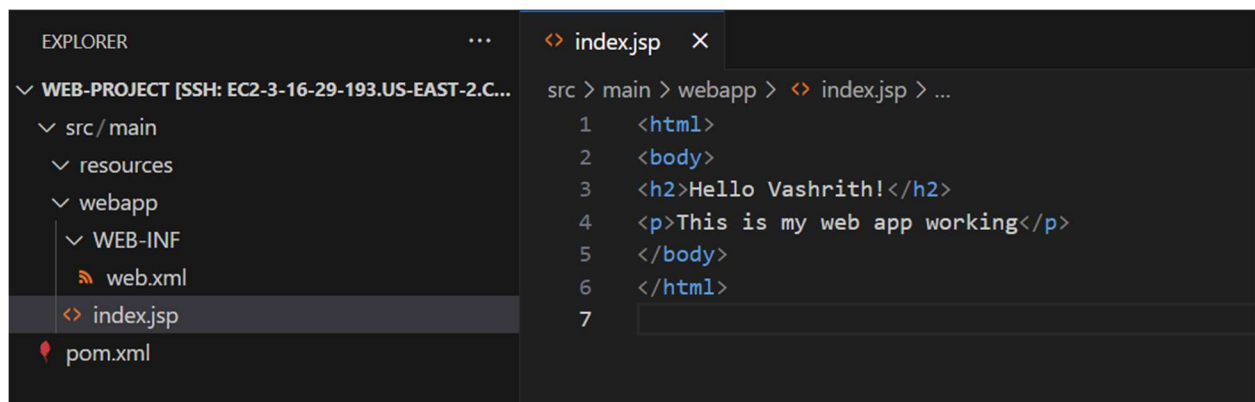 EXPLORER ...
WEB-PROJECT [SSH: EC2-3-16-29-193.US-EAST-2.C...
src/main
resources
webapp
WEB-INF
web.xml
index.jsp
pom.xml
index.jsp
src > main > webapp > index.jsp > ...
1 <html>
2 <body>
3 <h2>Hello Vashrith!</h2>
4 <p>This is my web app working</p>
5 </body>
6 </html>
7